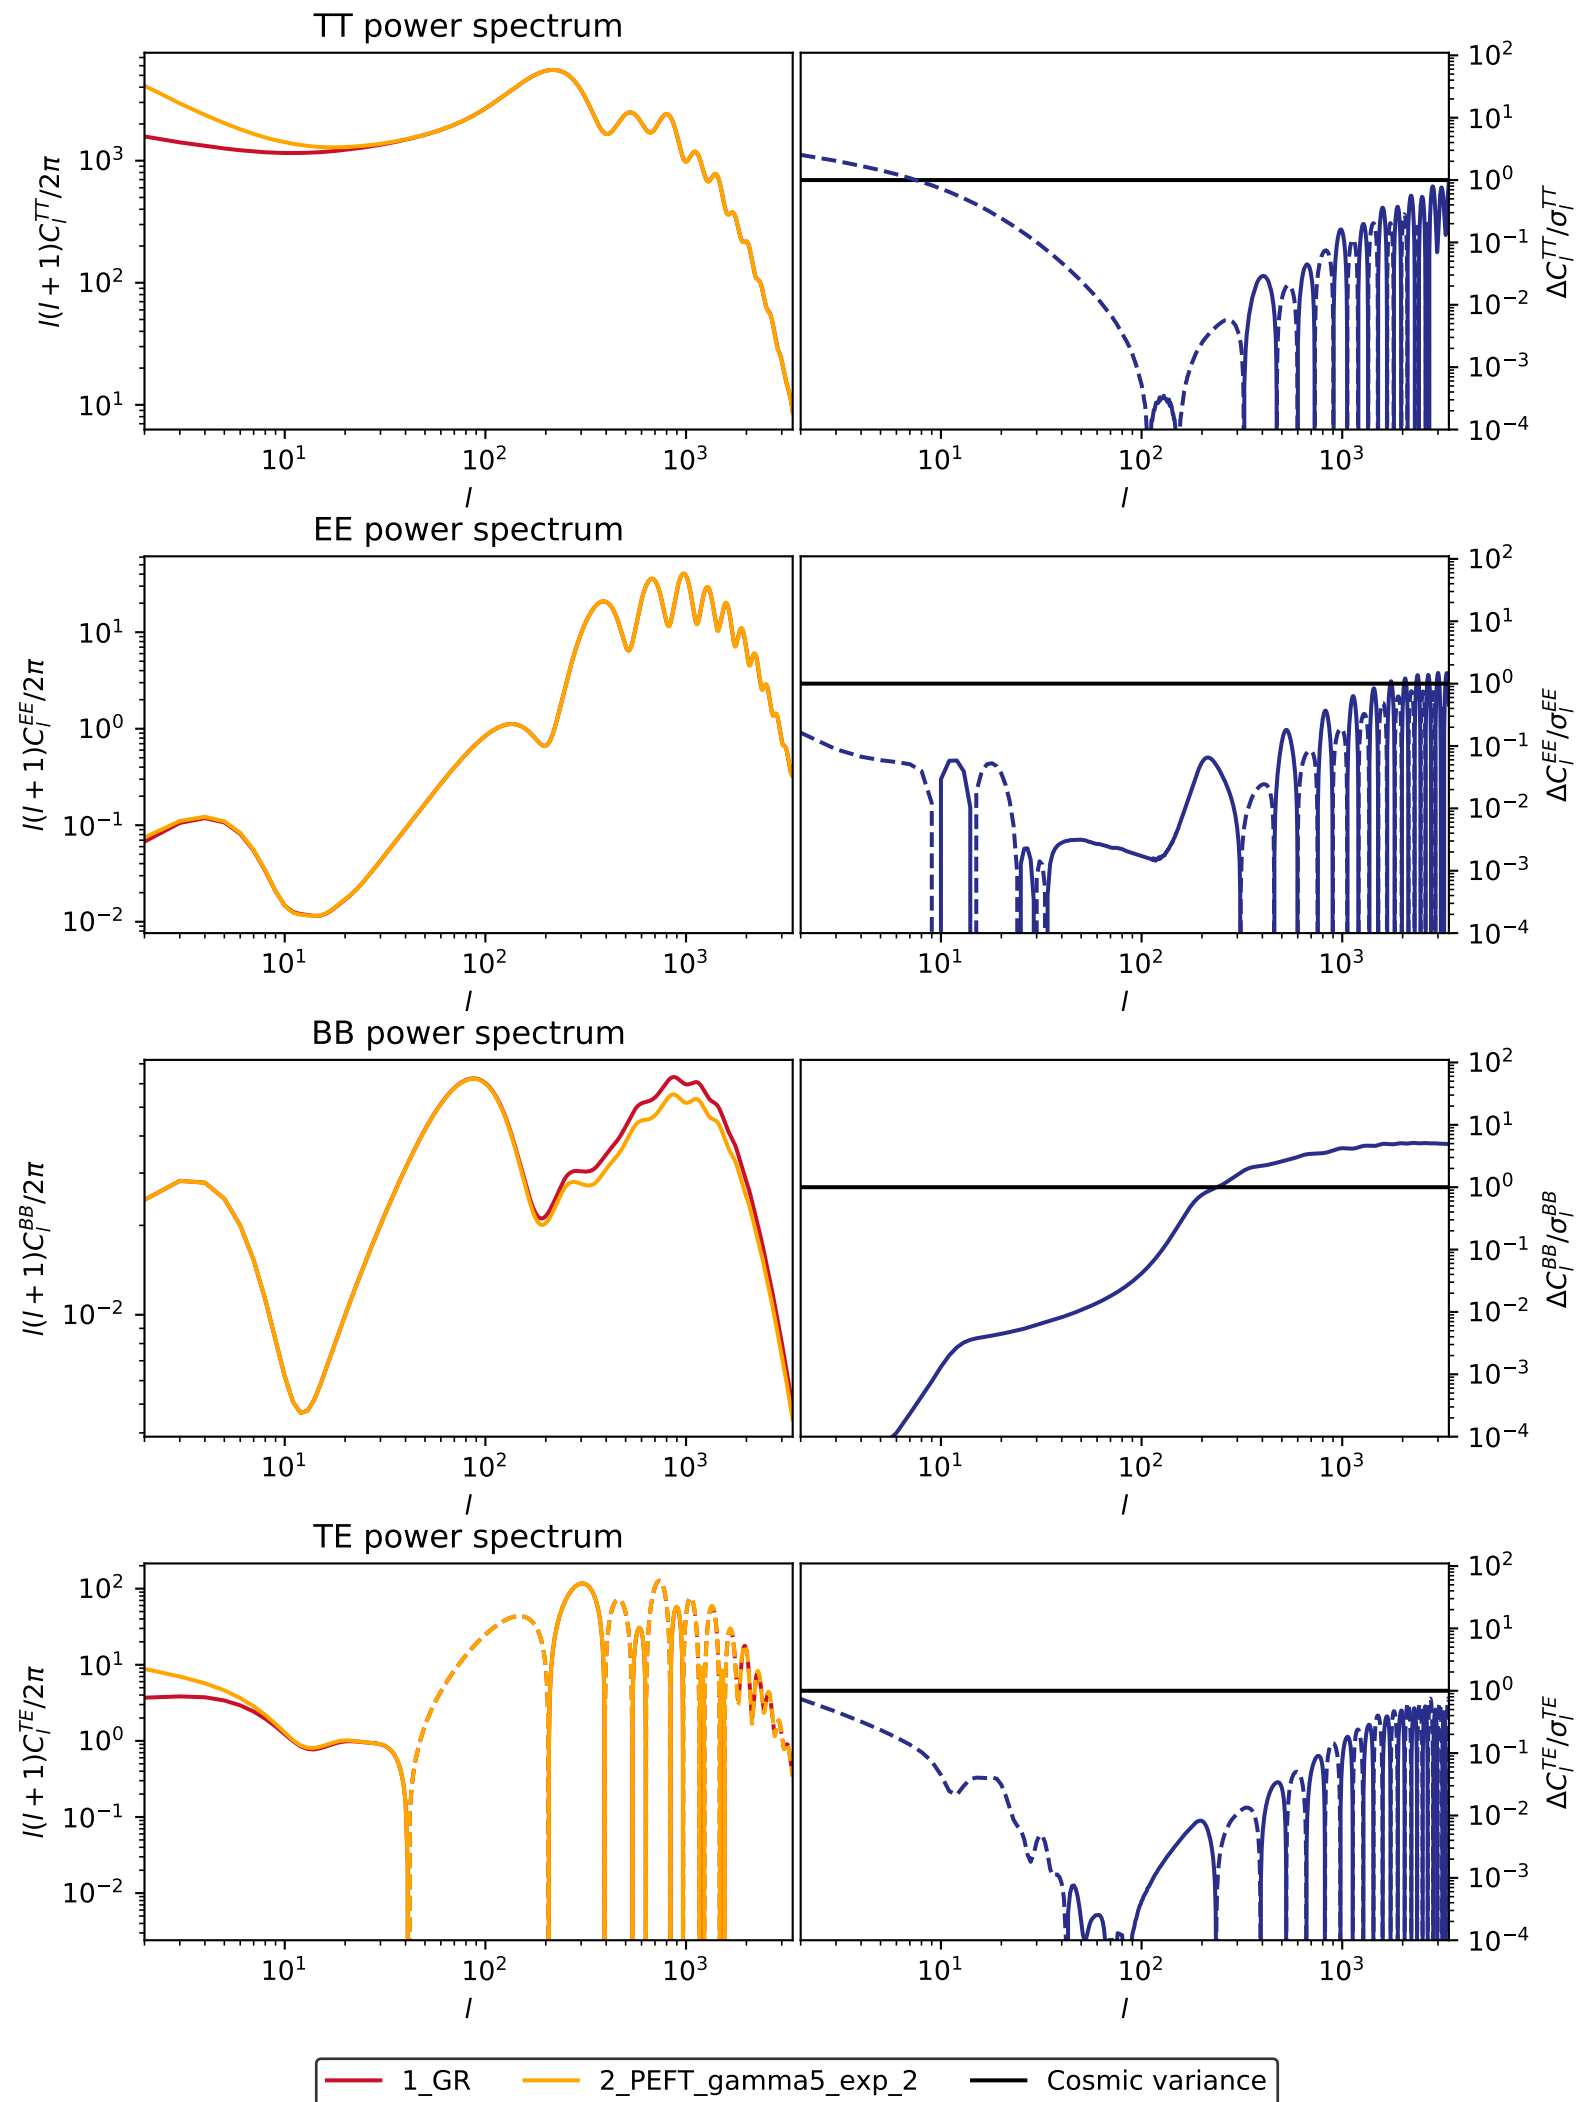 TT power spectrum
l(l + 1)C_l^{TT}/2π
10^3
10^2
10^1
10^1 10^2 10^3
l
10^1 10^2 10^3
l
10^2
10^1
10^0
10^{-1}
10^{-2}
10^{-3}
10^{-4}
ΔC_l^{TT}/σ_l^{TT}
EE power spectrum
l(l + 1)C_l^{EE}/2π
10^1
10^0
10^{-1}
10^{-2}
10^1 10^2 10^3
l
10^1 10^2 10^3
l
10^2
10^1
10^0
10^{-1}
10^{-2}
10^{-3}
10^{-4}
ΔC_l^{EE}/σ_l^{EE}
BB power spectrum
l(l + 1)C_l^{BB}/2π
10^{-2}
10^1 10^2 10^3
l
10^1 10^2 10^3
l
10^2
10^1
10^0
10^{-1}
10^{-2}
10^{-3}
10^{-4}
ΔC_l^{BB}/σ_l^{BB}
TE power spectrum
l(l + 1)C_l^{TE}/2π
10^2
10^1
10^0
10^{-1}
10^{-2}
10^1 10^2 10^3
l
10^1 10^2 10^3
l
10^2
10^1
10^0
10^{-1}
10^{-2}
10^{-3}
10^{-4}
ΔC_l^{TE}/σ_l^{TE}
1_GR 2_PEFT_gamma5_exp_2 Cosmic variance